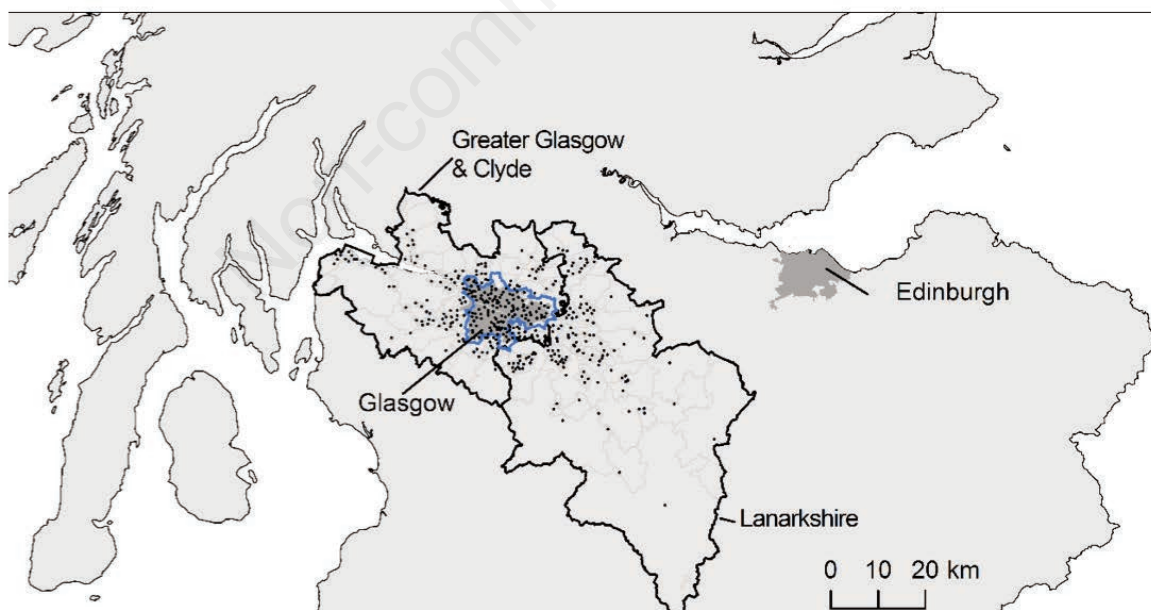 Greater Glasgow
& Clyde
Edinburgh
Glasgow
Lanarkshire
0 10 20 km